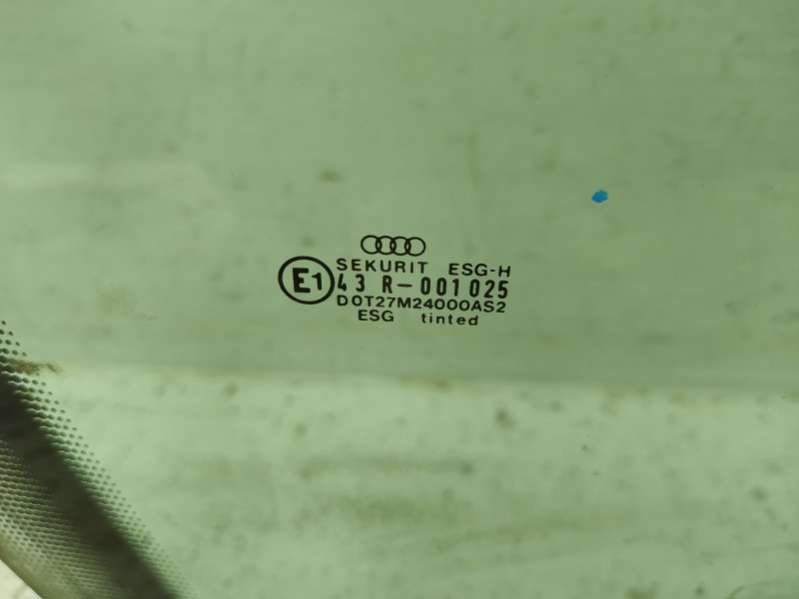 SEKURIT ESG-H
E1 43 R-001025
DOT27M24000AS2
ESG tinted